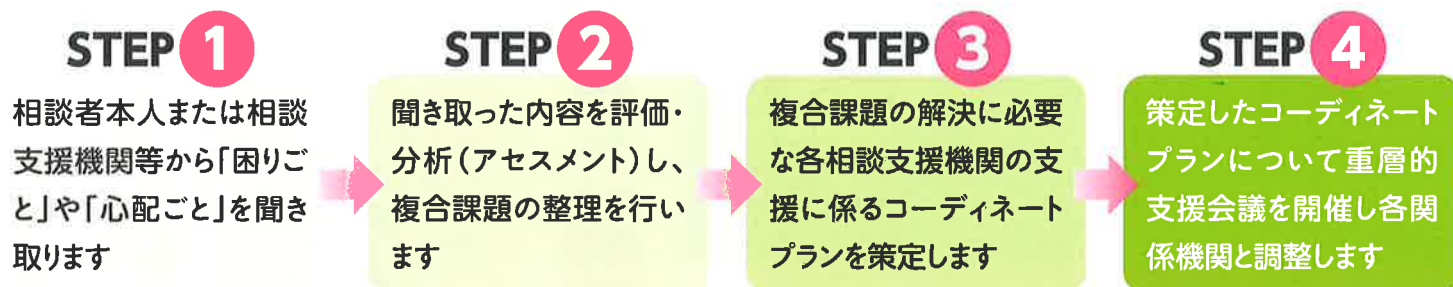 STEP 1
相談者本人または相談
支援機関等から「困りご
と」や「心配ごと」を聞き
取ります
STEP 2
聞き取った内容を評価・
分析(アセスメント)し、
複合課題の整理を行い
ます
STEP 3
複合課題の解決に必要
な各相談支援機関の支
援に係るコーディネート
プランを策定します
STEP 4
策定したコーディネート
プランについて重層的
支援会議を開催し各関
係機関と調整します